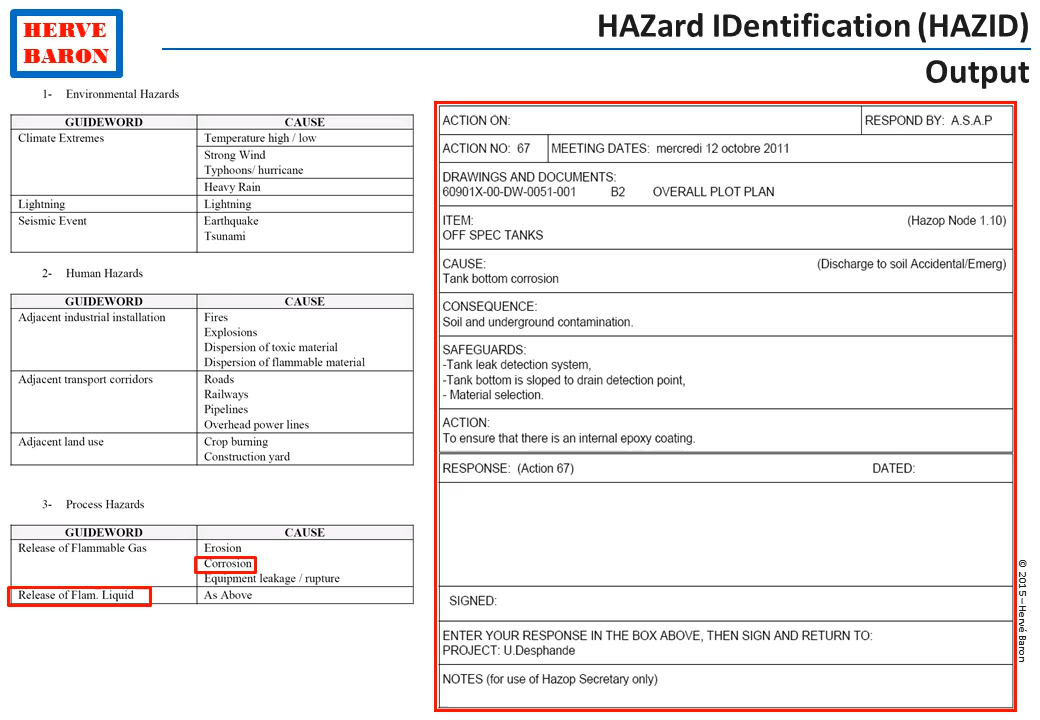 HERVE
BARON
HAZard IDentification (HAZID)
Output
1- Environmental Hazards
GUIDEWORD CAUSE
Climate Extremes Temperature high / low
Strong Wind
Typhoons/ hurricane
Heavy Rain
Lightning Lightning
Seismic Event Earthquake
Tsunami
2- Human Hazards
GUIDEWORD CAUSE
Adjacent industrial installation Fires
Explosions
Dispersion of toxic material
Dispersion of flammable material
Adjacent transport corridors Roads
Railways
Pipelines
Overhead power lines
Adjacent land use Crop burning
Construction yard
3- Process Hazards
GUIDEWORD CAUSE
Release of Flammable Gas Erosion
Corrosion
Equipment leakage / rupture
Release of Flam. Liquid As Above
ACTION ON: RESPOND BY: A.S.A.P
ACTION NO: 67 MEETING DATES: mercredi 12 octobre 2011
DRAWINGS AND DOCUMENTS:
60901X-00-DW-0051-001 B2 OVERALL PLOT PLAN
ITEM: (Hazop Node 1.10)
OFF SPEC TANKS
CAUSE: (Discharge to soil Accidental/Emerg)
Tank bottom corrosion
CONSEQUENCE:
Soil and underground contamination.
SAFEGUARDS:
-Tank leak detection system,
-Tank bottom is sloped to drain detection point,
- Material selection.
ACTION:
To ensure that there is an internal epoxy coating.
RESPONSE: (Action 67) DATED:
SIGNED:
ENTER YOUR RESPONSE IN THE BOX ABOVE, THEN SIGN AND RETURN TO:
PROJECT: U.Desphande
NOTES (for use of Hazop Secretary only)
© 2015 – Hervé Baron